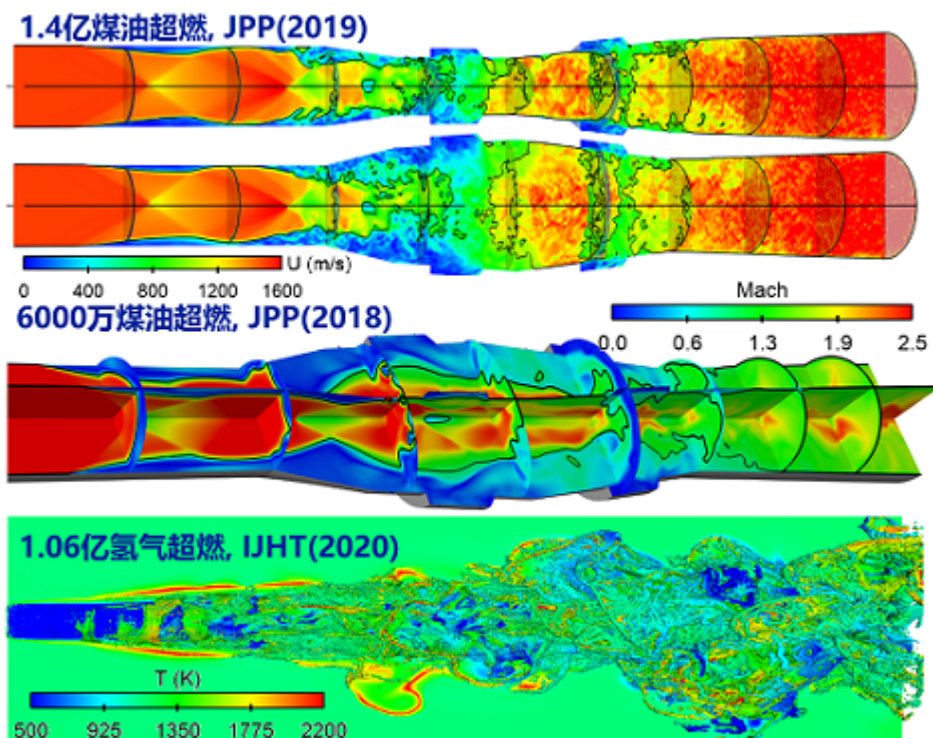 1.4亿煤油超燃, JPP(2019)
U (m/s)
0 400 800 1200 1600
6000万煤油超燃, JPP(2018)
Mach
0.0 0.6 1.3 1.9 2.5
1.06亿氢气超燃, IJHT(2020)
T (K)
500 925 1350 1775 2200